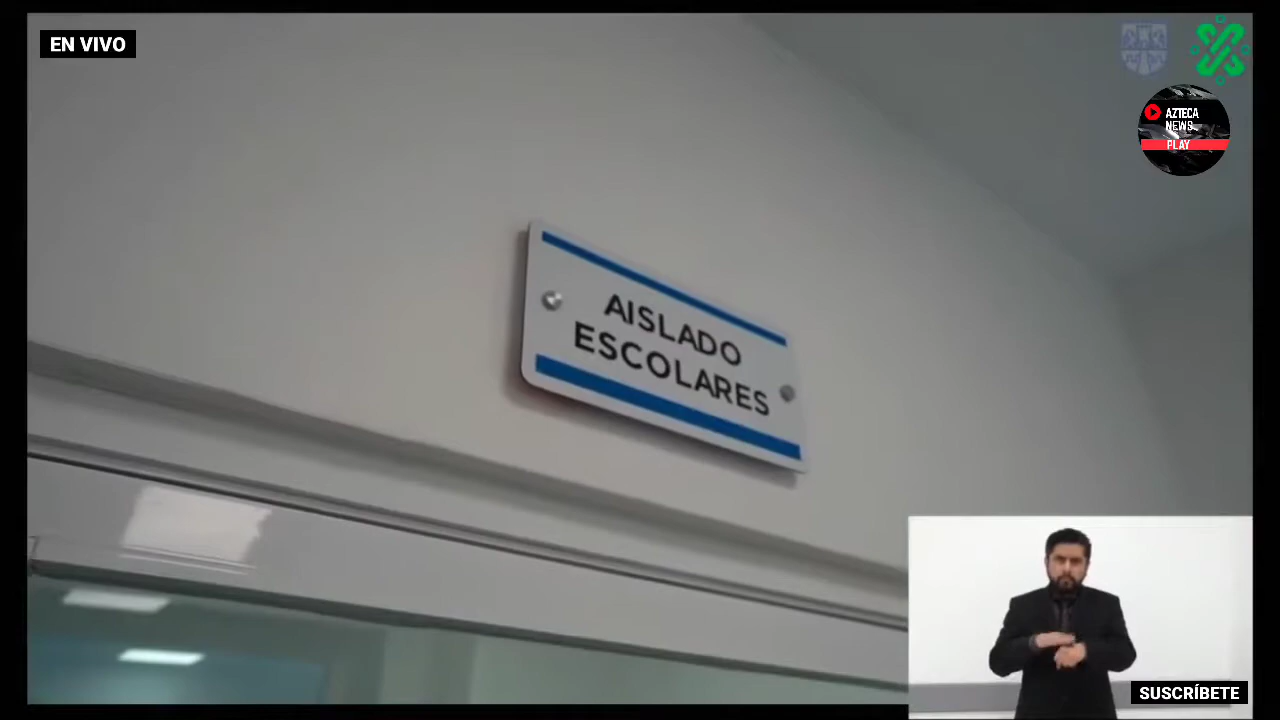 EN VIVO
AZTECA
NEWS
PLAY
AISLADO
ESCOLARES
SUSCRÍBETE